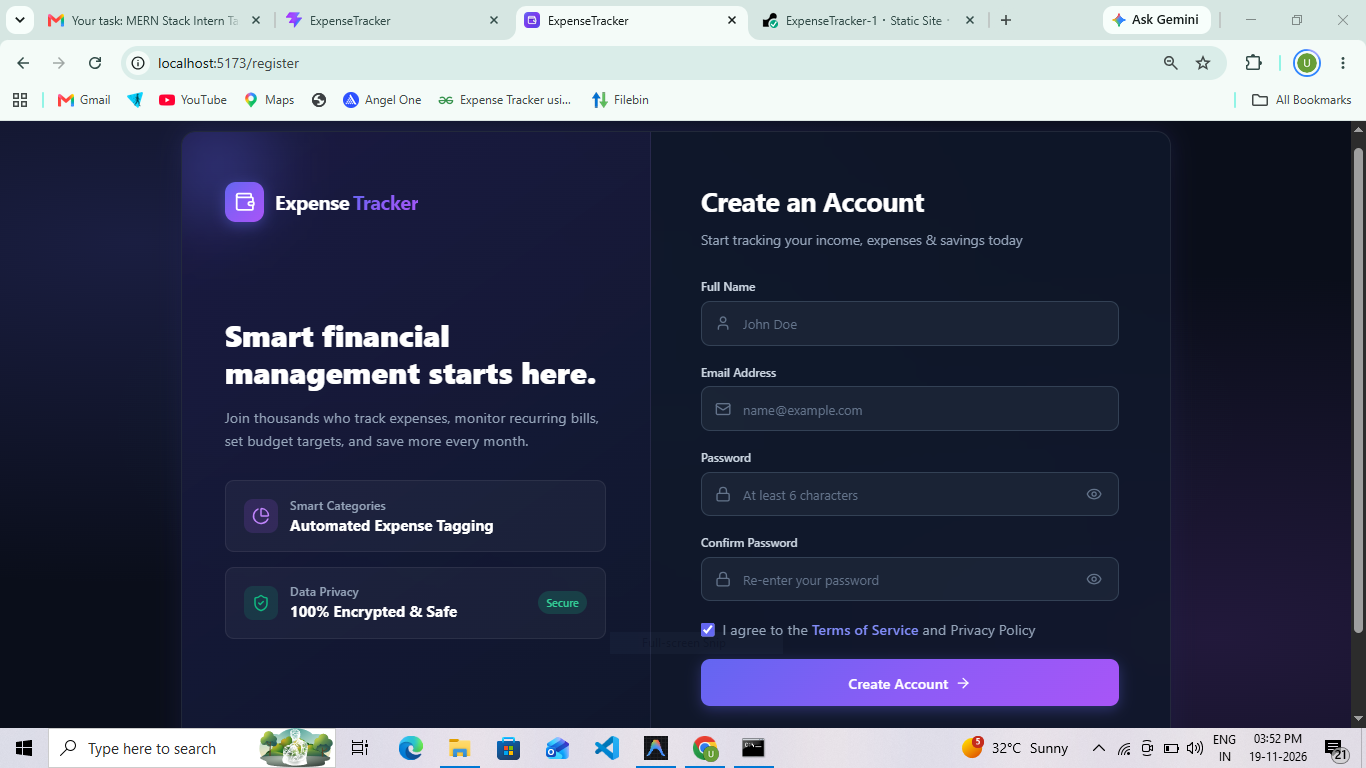 Your task: MERN Stack Intern Ta
ExpenseTracker
ExpenseTracker
ExpenseTracker-1 · Static Site ·
Ask Gemini
localhost:5173/register
U
Gmail
YouTube
Maps
Angel One
Expense Tracker usi...
Filebin
All Bookmarks
Expense Tracker
Smart financial
management starts here.
Join thousands who track expenses, monitor recurring bills,
set budget targets, and save more every month.
Smart Categories
Automated Expense Tagging
Data Privacy
100% Encrypted & Safe
Secure
Create an Account
Start tracking your income, expenses & savings today
Full Name
John Doe
Email Address
name@example.com
Password
At least 6 characters
Confirm Password
Re-enter your password
I agree to the Terms of Service and Privacy Policy
Create Account
Type here to search
5
32°C Sunny
ENG
IN
03:52 PM
19-11-2026
21